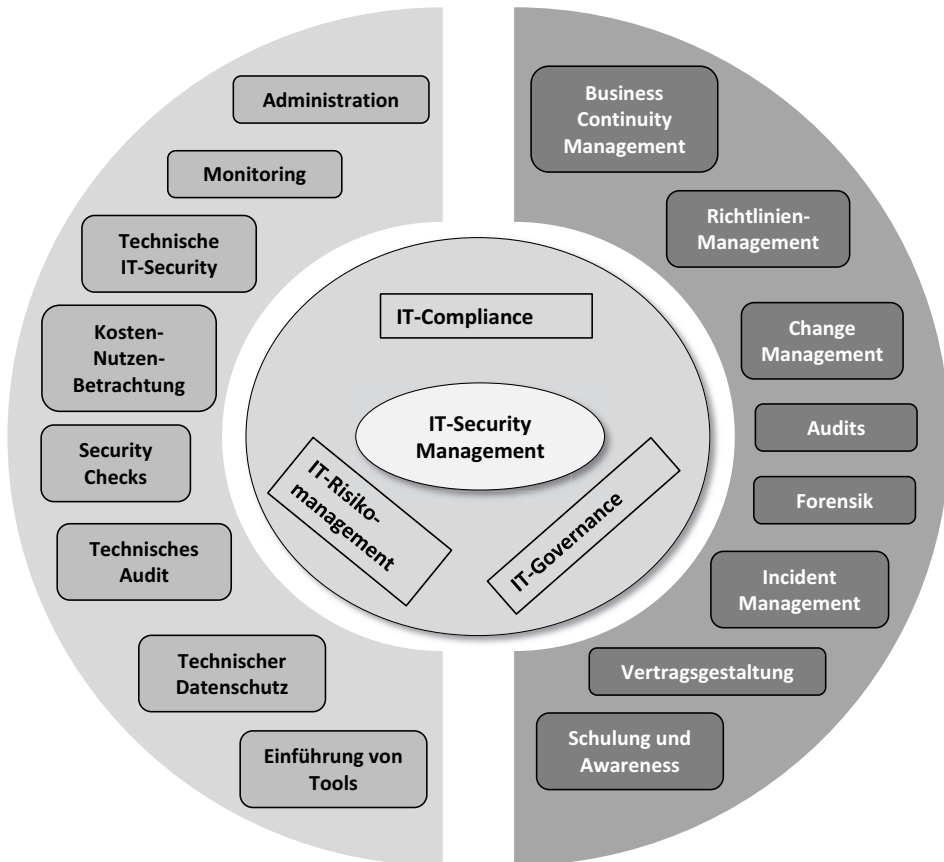 Administration
Monitoring
Technische
IT-Security
Kosten-
Nutzen-
Betrachtung
Security
Checks
Technisches
Audit
Technischer
Datenschutz
Einführung von
Tools
IT-Compliance
IT-Security
Management
IT-Risiko-
management
IT-Governance
Business
Continuity
Management
Richtlinien-
Management
Change
Management
Audits
Forensik
Incident
Management
Vertragsgestaltung
Schulung und
Awareness